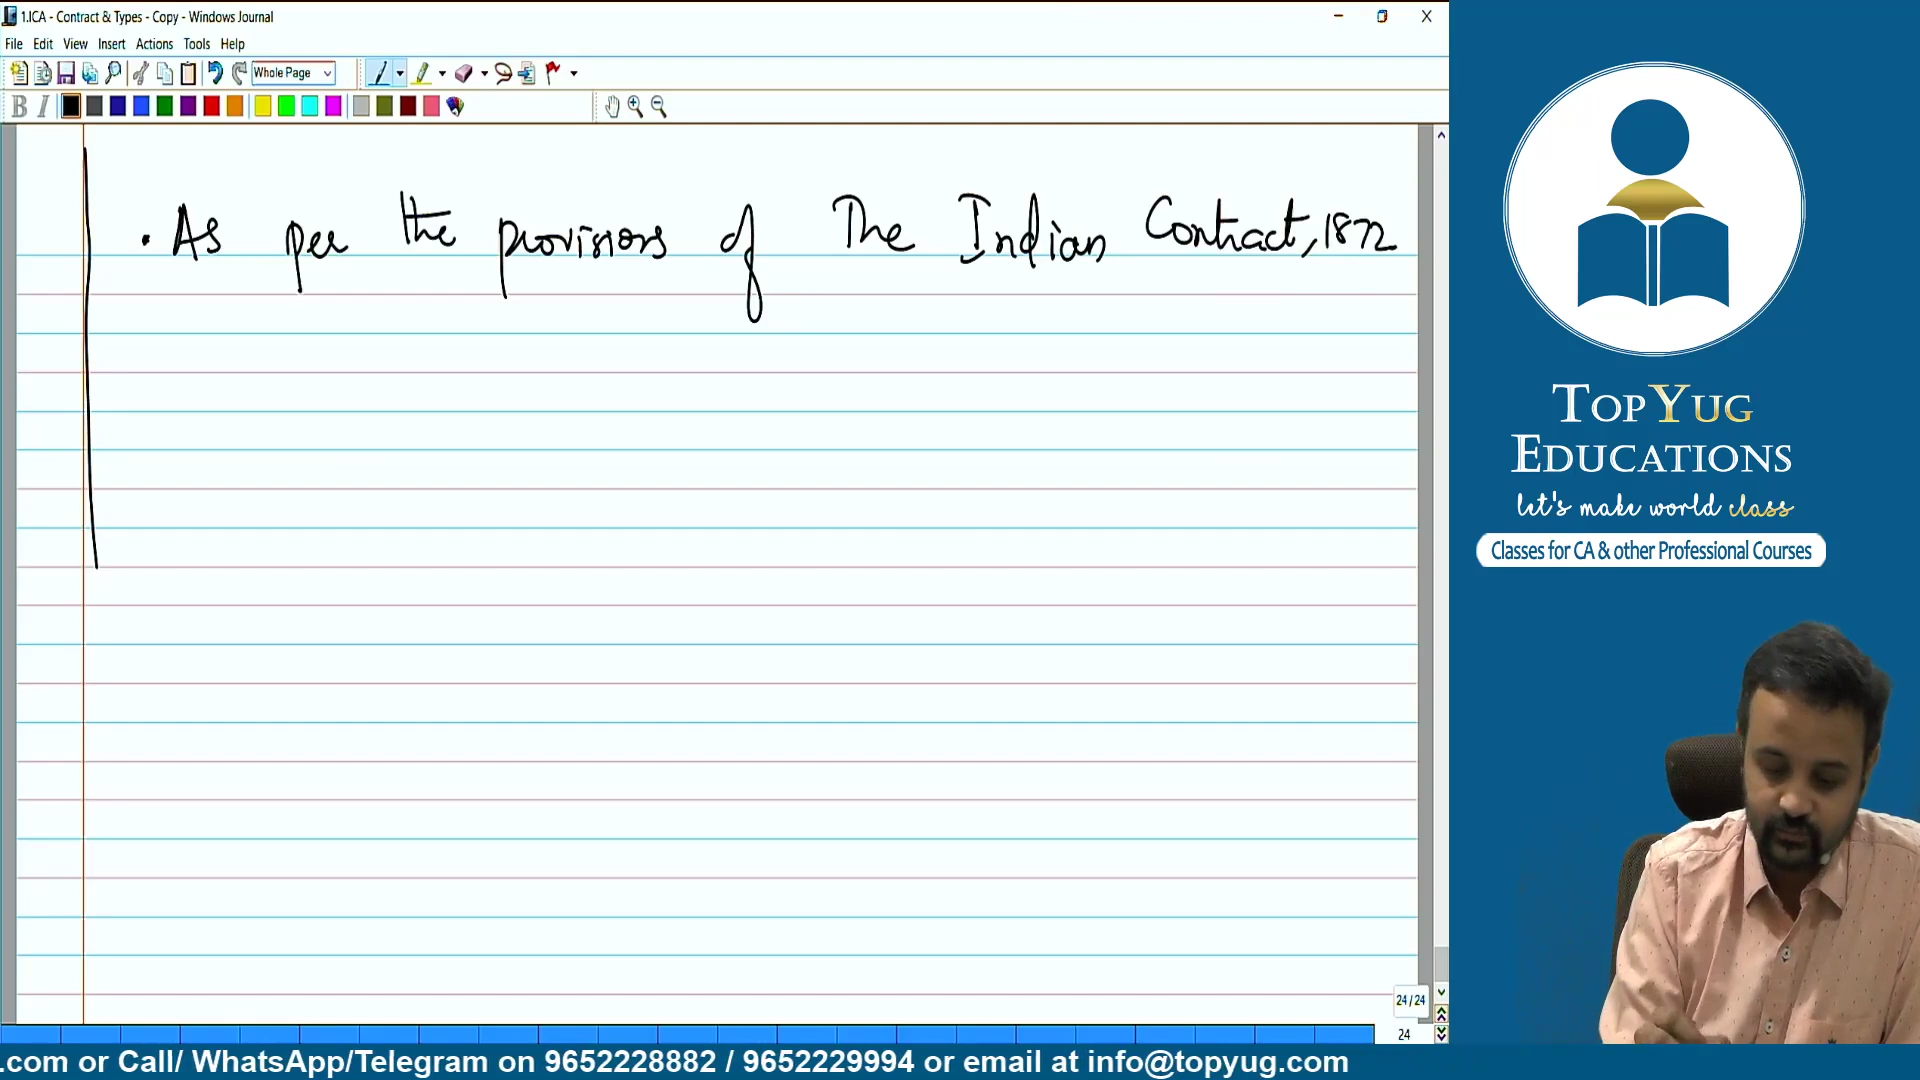 1.ICA - Contract & Types - Copy - Windows Journal
File Edit View Insert Actions Tools Help
Whole Page
B I
• As per the provisions of The Indian Contract, 1872
24 / 24
24
TOPYUG
EDUCATIONS
let's make world class
Classes for CA & other Professional Courses
.com or Call/ WhatsApp/Telegram on 9652228882 / 9652229994 or email at info@topyug.com